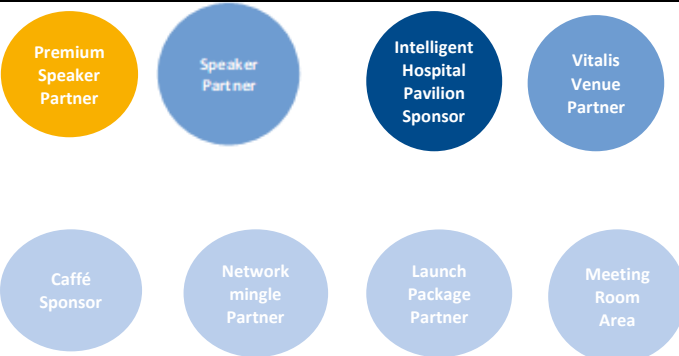 Premium
Speaker
Partner
Speaker
Partner
Intelligent
Hospital
Pavilion
Sponsor
Vitalis
Venue
Partner
Caffé
Sponsor
Network
mingle
Partner
Launch
Package
Partner
Meeting
Room
Area